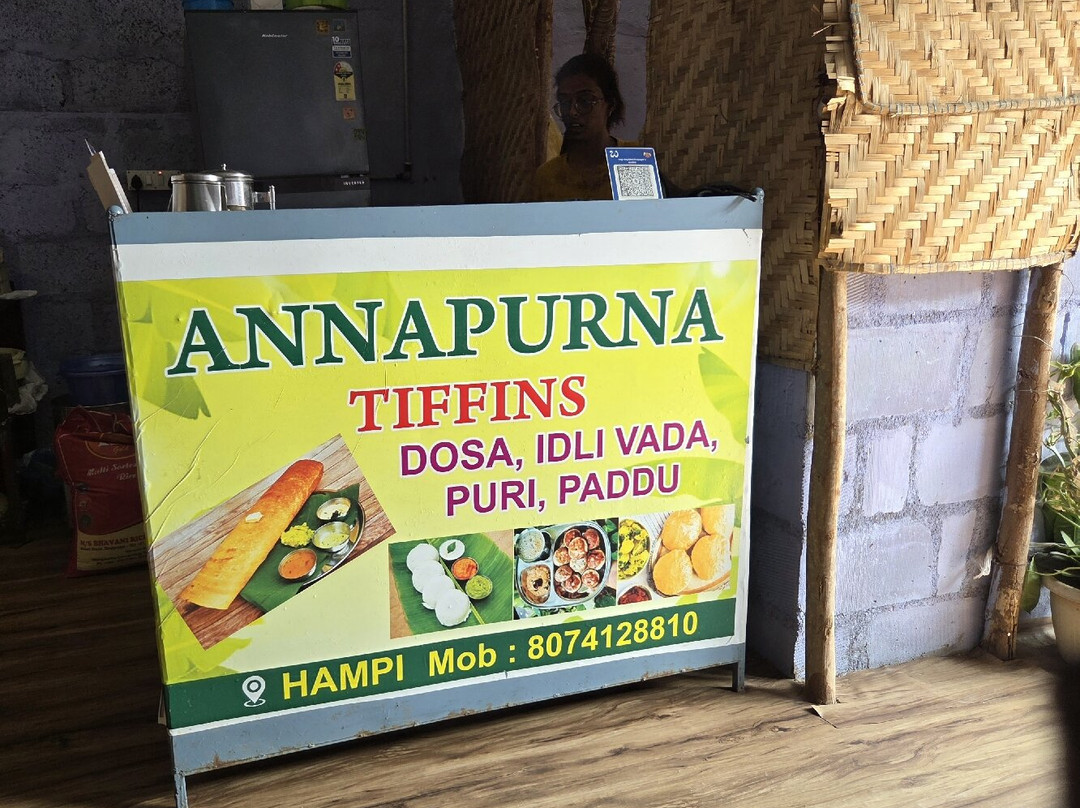 ANNAPURNA
TIFFINS
DOSA, IDLI VADA,
PURI, PADDU
HAMPI Mob : 8074128810